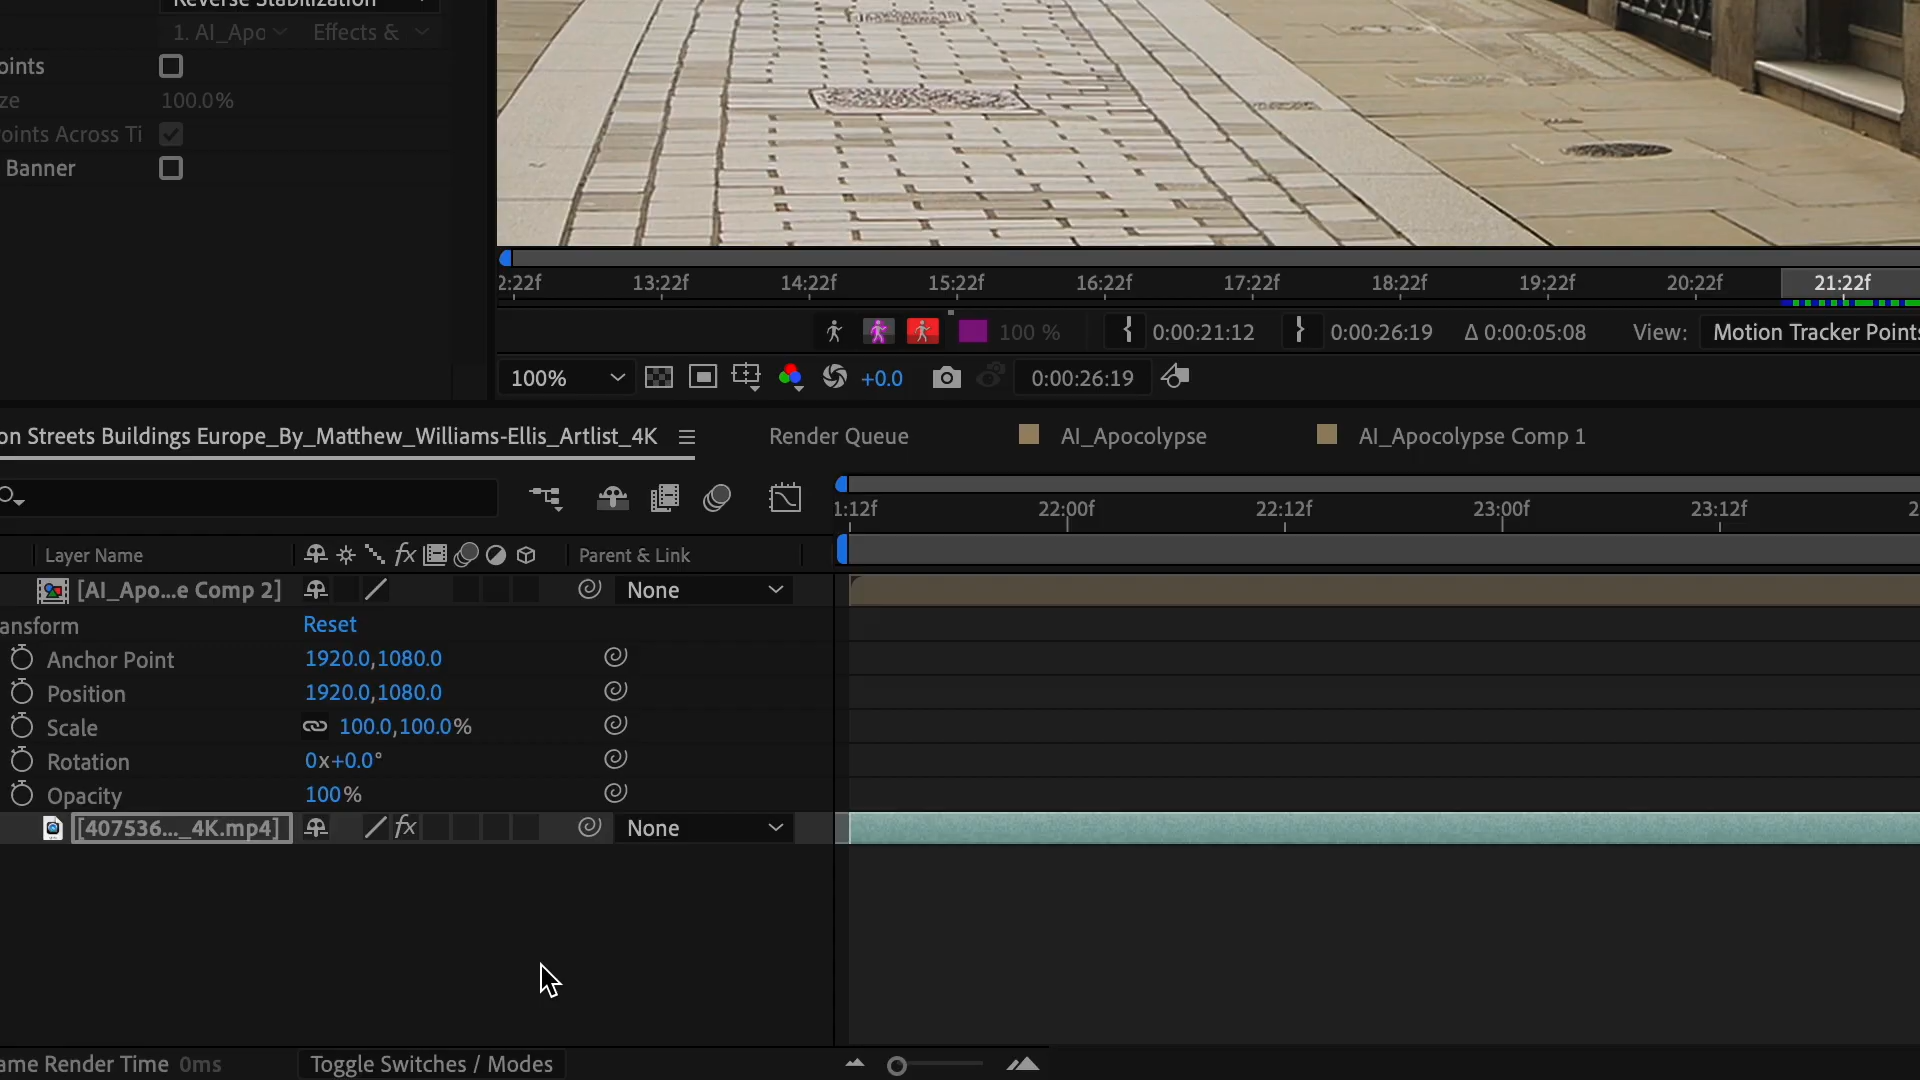 Reverse Stabilization
1. AI_Apo
Effects &
oints
ze
100.0%
oints Across Ti
Banner
2:22f
13:22f
14:22f
15:22f
16:22f
17:22f
18:22f
19:22f
20:22f
21:22f
100 %
{ 0:00:21:12
} 0:00:26:19
Δ 0:00:05:08
View:
Motion Tracker Points
100%
+0.0
0:00:26:19
on Streets Buildings Europe_By_Matthew_Williams-Ellis_Artlist_4K
Render Queue
AI_Apocolypse
AI_Apocolypse Comp 1
1:12f
22:00f
22:12f
23:00f
23:12f
2
Layer Name
fx
Parent & Link
[AI_Apo...e Comp 2]
None
ansform
Reset
Anchor Point
1920.0,1080.0
Position
1920.0,1080.0
Scale
100.0,100.0%
Rotation
0x+0.0°
Opacity
100%
[407536..._4K.mp4]
fx
None
ame Render Time 0ms
Toggle Switches / Modes